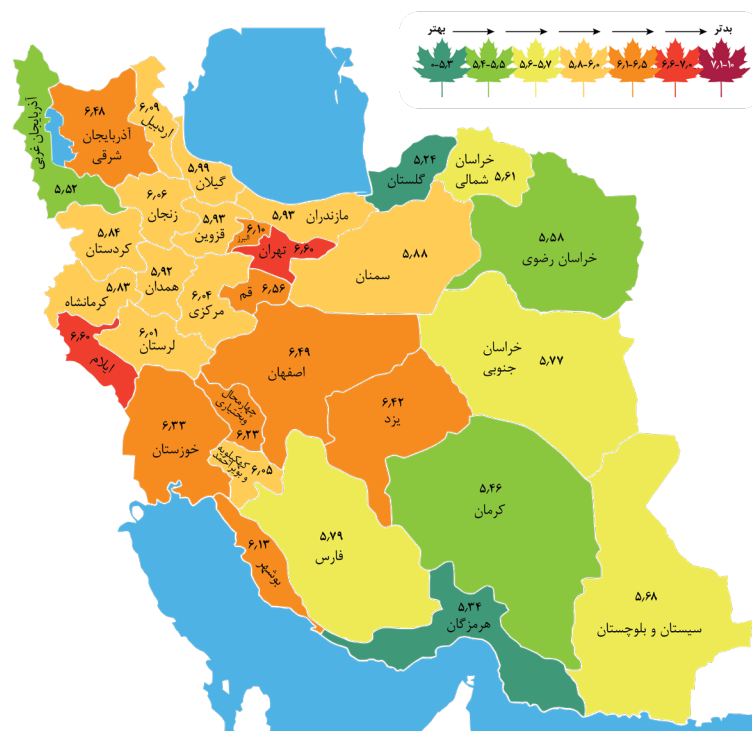 بهتر
بدتر
۰-۵٫۳
۵٫۴-۵٫۵
۵٫۶-۵٫۷
۵٫۸-۶٫۰
۶٫۱-۶٫۵
۶٫۶-۷٫۰
۷٫۱-۱۰
آذربایجان غربی
۵٫۵۲
۶٫۴۸
آذربایجان
شرقی
۶٫۰۹
اردبیل
۵٫۹۹
گیلان
۶٫۰۶
زنجان
۵٫۹۳
قزوین
۵٫۹۳
مازندران
۶٫۱۰
البرز
۶٫۶۰
تهران
۵٫۲۴
گلستان
خراسان
شمالی
۵٫۶۱
۵٫۵۸
خراسان رضوی
۵٫۸۸
سمنان
۵٫۸۴
کردستان
۵٫۹۲
همدان
۵٫۸۳
کرمانشاه
۶٫۰۴
مرکزی
۶٫۵۶
قم
۶٫۰۱
لرستان
۶٫۶۰
ایلام
۶٫۴۹
اصفهان
خراسان
جنوبی
۵٫۷۷
۶٫۴۲
یزد
چهارمحال
وبختیاری
۶٫۲۳
۶٫۳۳
خوزستان
کهکیلویه
و بویراحمد
۶٫۰۵
۵٫۴۶
کرمان
۵٫۷۹
فارس
۶٫۱۳
بوشهر
۵٫۳۴
هرمزگان
۵٫۶۸
سیستان و بلوچستان